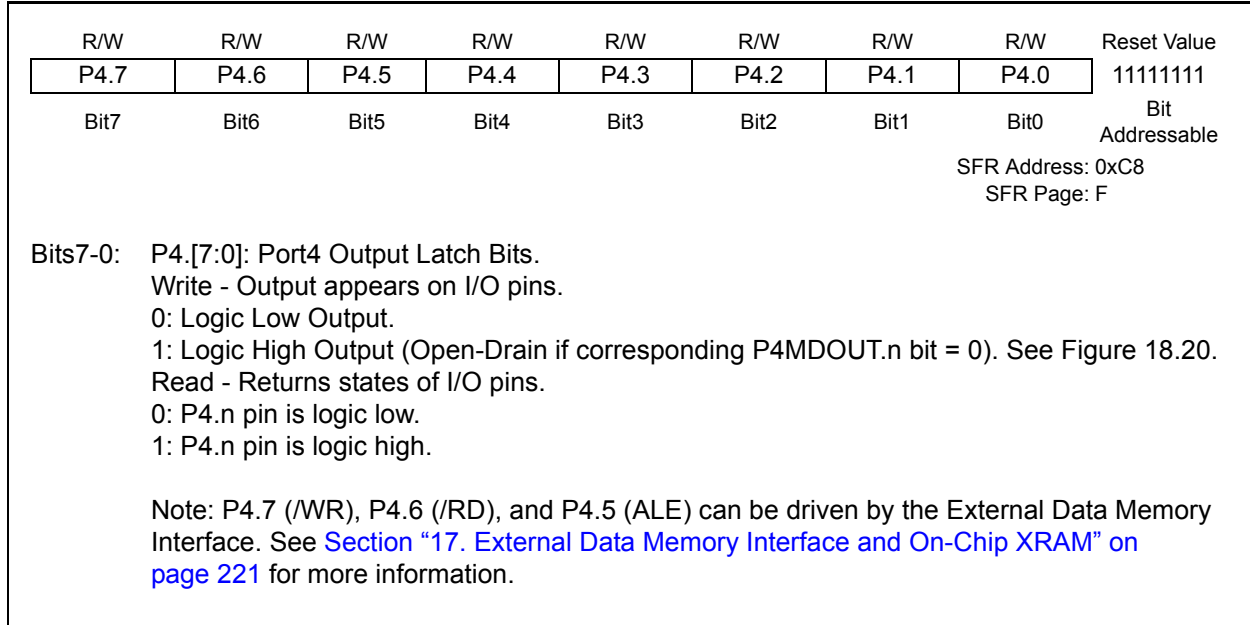 R/W R/W R/W R/W R/W R/W R/W R/W Reset Value
P4.7 P4.6 P4.5 P4.4 P4.3 P4.2 P4.1 P4.0 11111111
Bit7 Bit6 Bit5 Bit4 Bit3 Bit2 Bit1 Bit0 Bit
Addressable
SFR Address: 0xC8
SFR Page: F
Bits7-0: P4.[7:0]: Port4 Output Latch Bits.
Write - Output appears on I/O pins.
0: Logic Low Output.
1: Logic High Output (Open-Drain if corresponding P4MDOUT.n bit = 0). See Figure 18.20.
Read - Returns states of I/O pins.
0: P4.n pin is logic low.
1: P4.n pin is logic high.
Note: P4.7 (/WR), P4.6 (/RD), and P4.5 (ALE) can be driven by the External Data Memory
Interface. See Section “17. External Data Memory Interface and On-Chip XRAM” on
page 221 for more information.